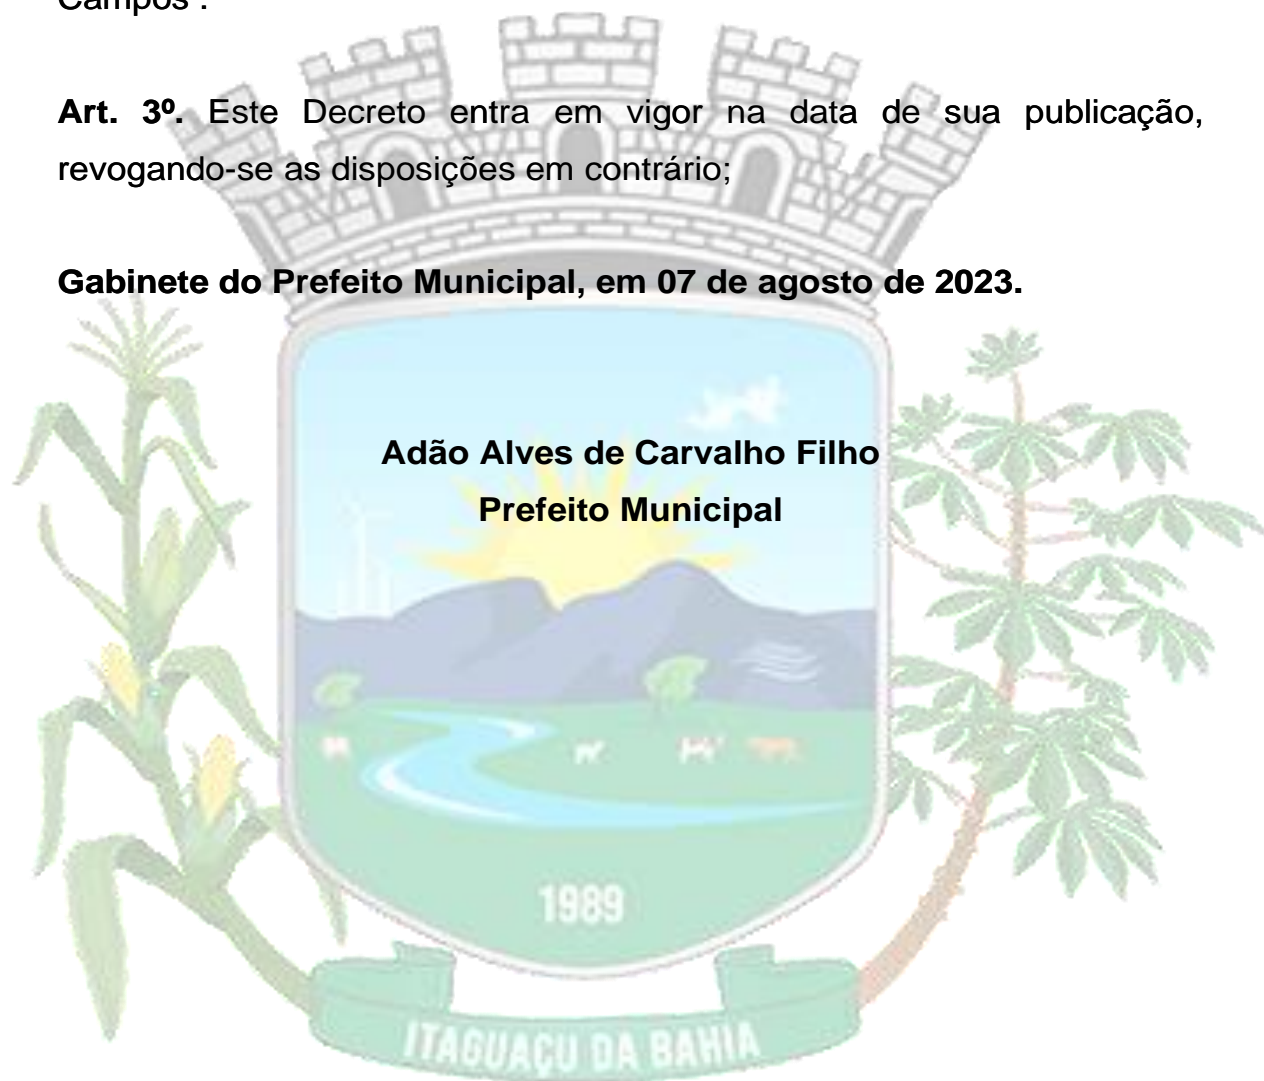 Campos .
Art. 3º. Este Decreto entra em vigor na data de sua publicação,
revogando-se as disposições em contrário;
Gabinete do Prefeito Municipal, em 07 de agosto de 2023.
Adão Alves de Carvalho Filho
Prefeito Municipal
1989
ITAGUAÇU DA BAHIA